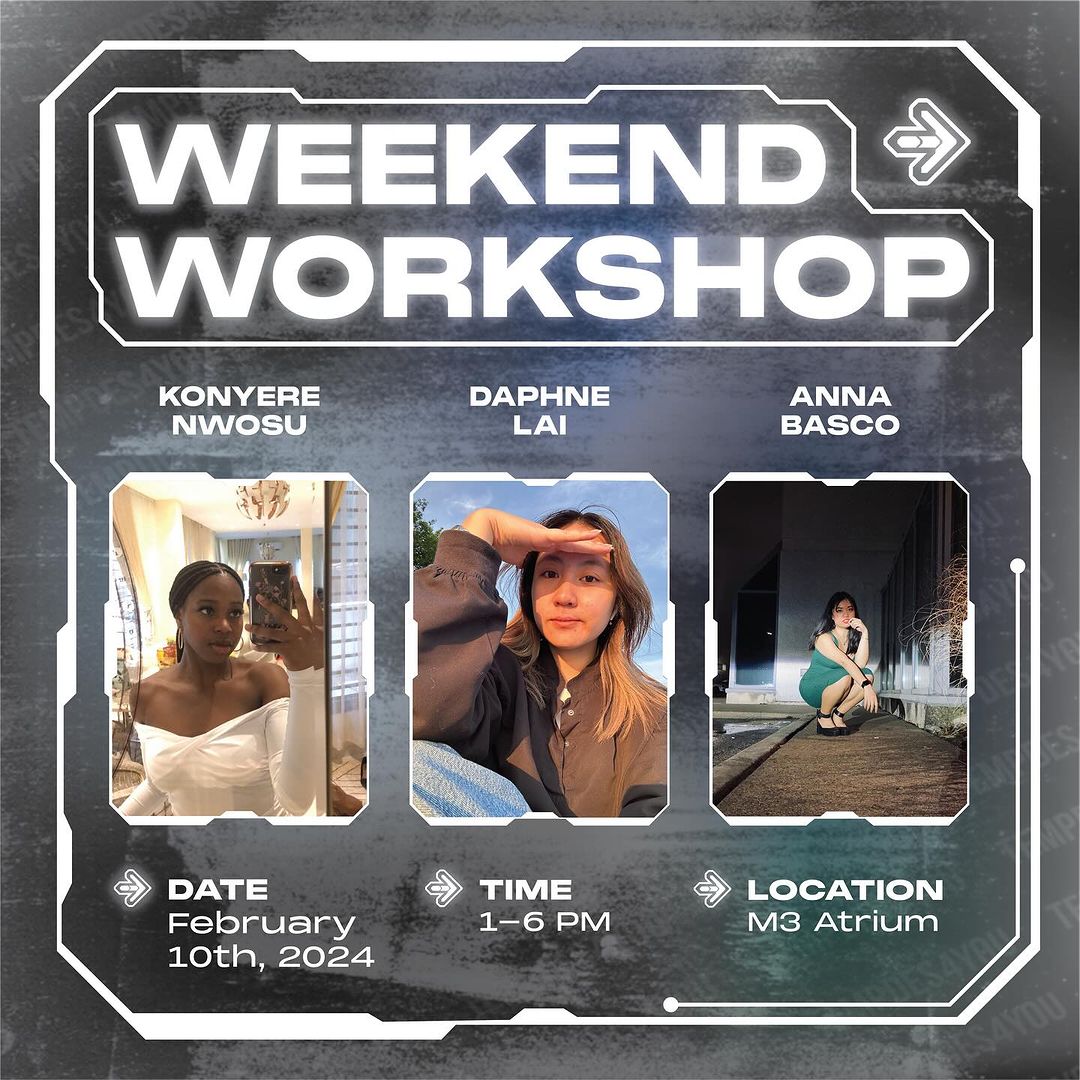 WEEKEND
WORKSHOP
KONYERE
NWOSU
DAPHNE
LAI
ANNA
BASCO
DATE
February
10th, 2024
TIME
1–6 PM
LOCATION
M3 Atrium